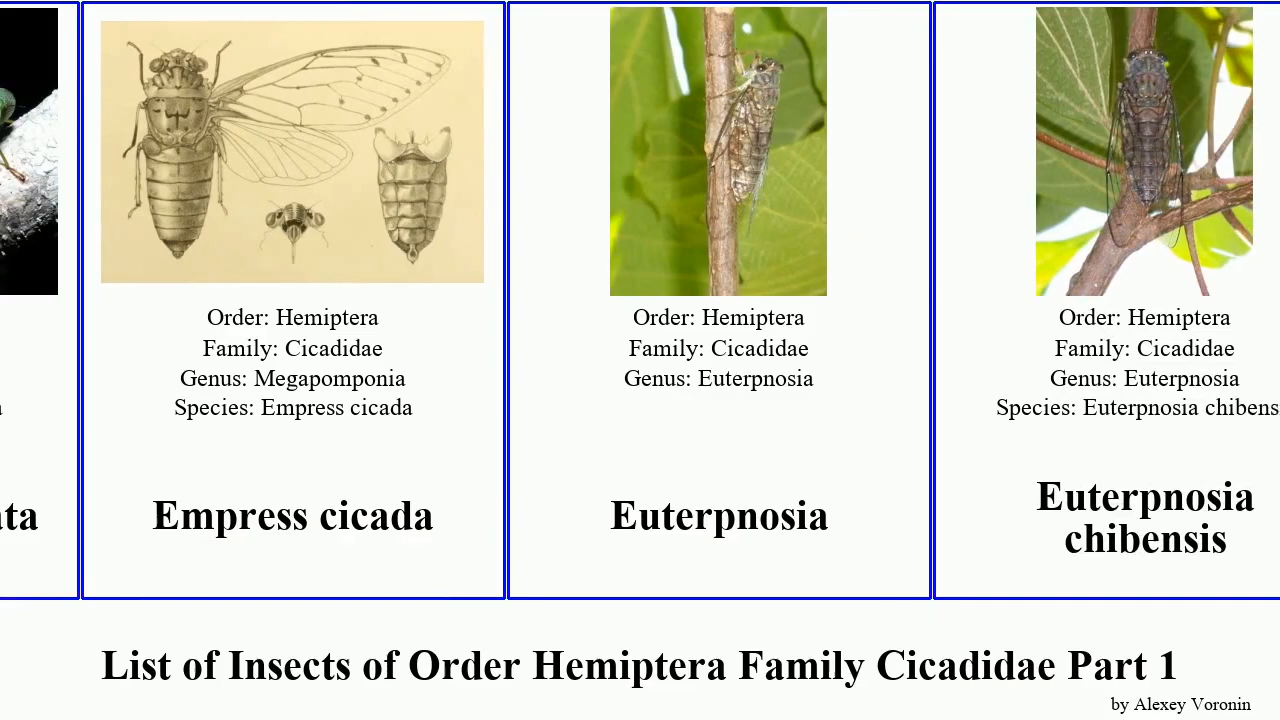 Order: Hemiptera
Family: Cicadidae
Genus: Megapomponia
Species: Empress cicada
Empress cicada
Order: Hemiptera
Family: Cicadidae
Genus: Euterpnosia
Euterpnosia
Order: Hemiptera
Family: Cicadidae
Genus: Euterpnosia
Species: Euterpnosia chibens
Euterpnosia
chibensis
List of Insects of Order Hemiptera Family Cicadidae Part 1
by Alexey Voronin